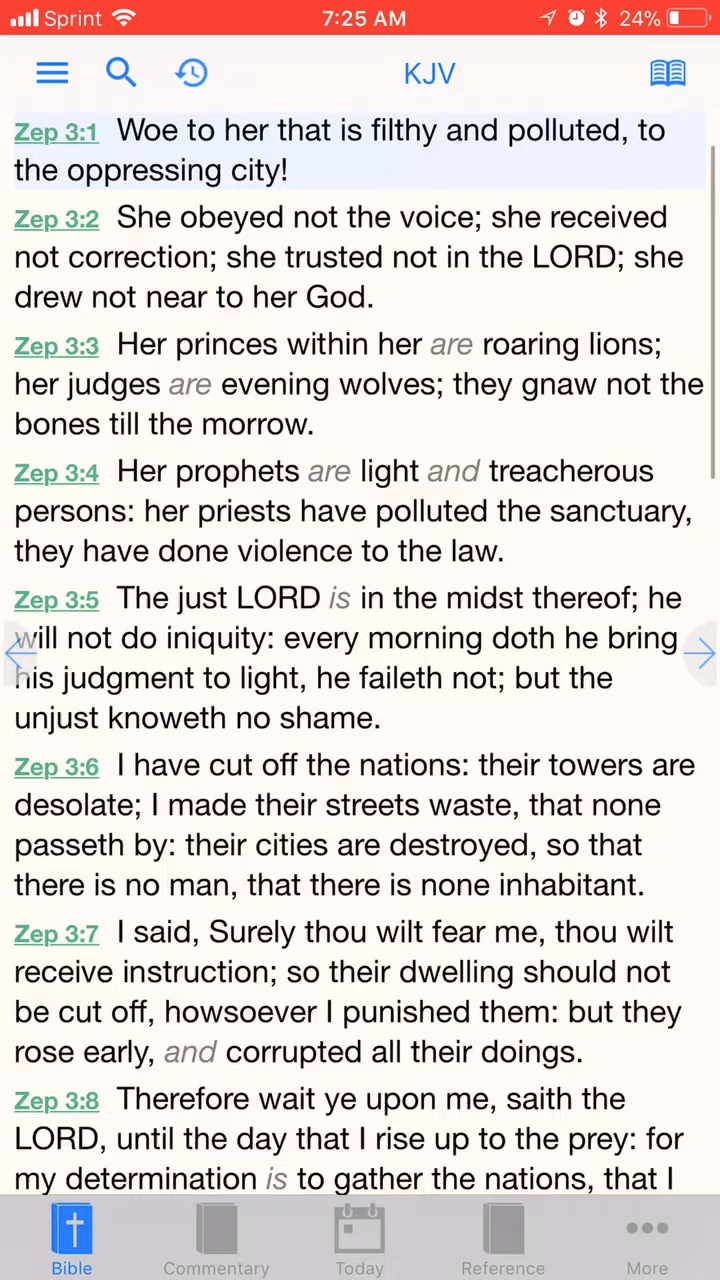 Sprint 7:25 AM 24%
KJV
Zep 3:1 Woe to her that is filthy and polluted, to
the oppressing city!
Zep 3:2 She obeyed not the voice; she received
not correction; she trusted not in the LORD; she
drew not near to her God.
Zep 3:3 Her princes within her are roaring lions;
her judges are evening wolves; they gnaw not the
bones till the morrow.
Zep 3:4 Her prophets are light and treacherous
persons: her priests have polluted the sanctuary,
they have done violence to the law.
Zep 3:5 The just LORD is in the midst thereof; he
will not do iniquity: every morning doth he bring
his judgment to light, he faileth not; but the
unjust knoweth no shame.
Zep 3:6 I have cut off the nations: their towers are
desolate; I made their streets waste, that none
passeth by: their cities are destroyed, so that
there is no man, that there is none inhabitant.
Zep 3:7 I said, Surely thou wilt fear me, thou wilt
receive instruction; so their dwelling should not
be cut off, howsoever I punished them: but they
rose early, and corrupted all their doings.
Zep 3:8 Therefore wait ye upon me, saith the
LORD, until the day that I rise up to the prey: for
my determination is to gather the nations, that I
Bible Commentary Today Reference More